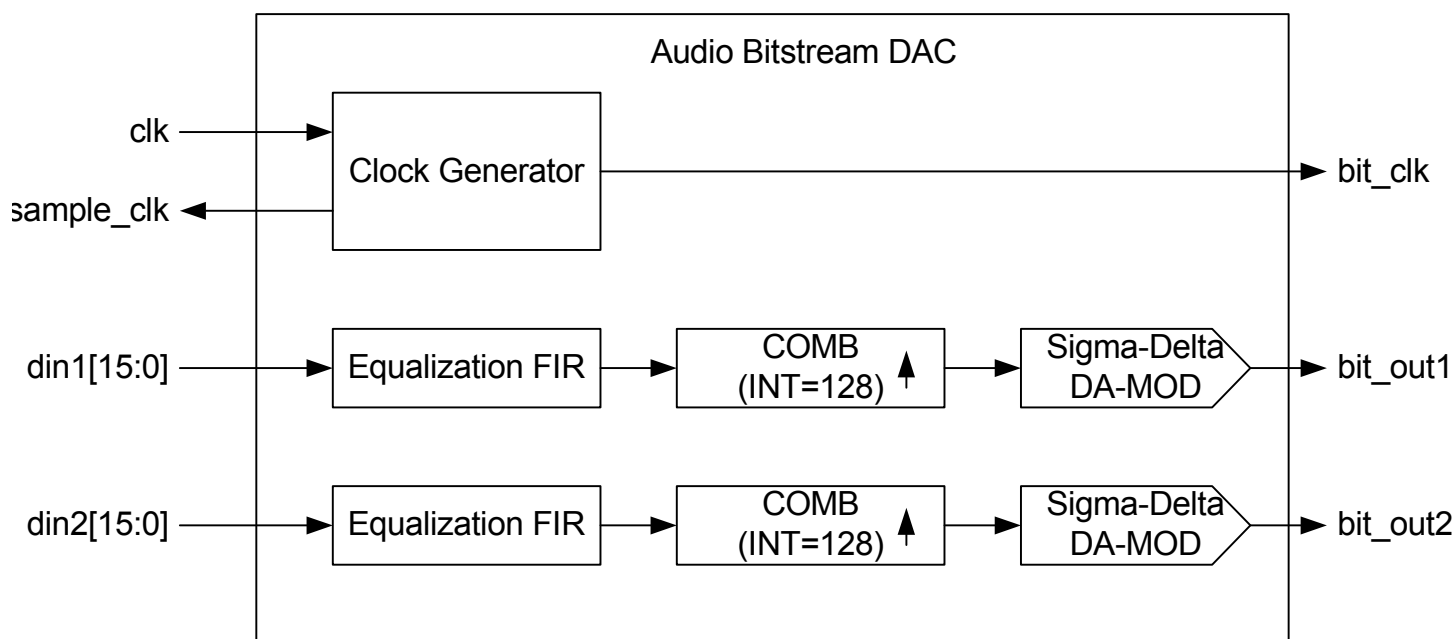 Audio Bitstream DAC
clk
Clock Generator
bit_clk
sample_clk
din1[15:0]
Equalization FIR
COMB
(INT=128)
Sigma-Delta
DA-MOD
bit_out1
din2[15:0]
Equalization FIR
COMB
(INT=128)
Sigma-Delta
DA-MOD
bit_out2